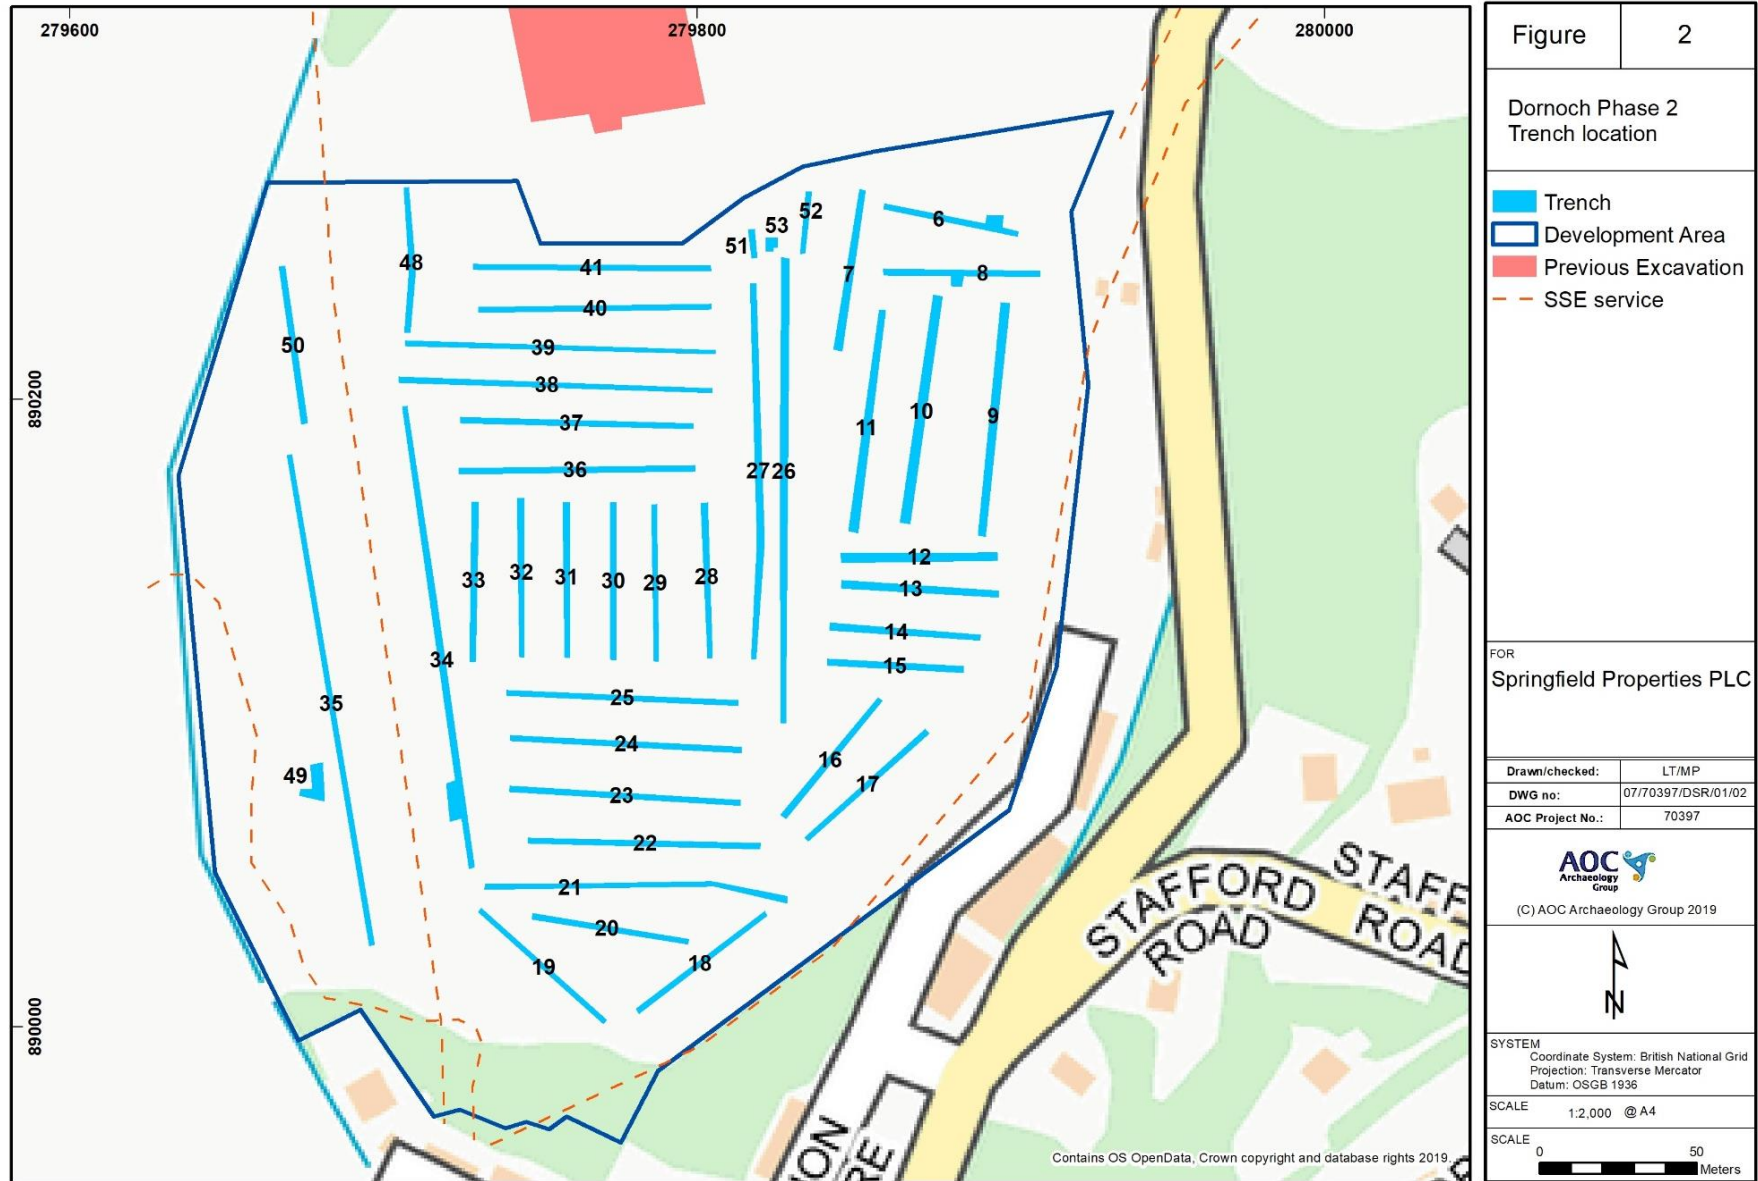 279600
279800
280000
890200
890000
52
53
51
6
7
8
48
41
40
39
38
37
36
50
11
10
9
27
26
12
13
14
15
33
32
31
30
29
28
34
35
25
24
23
22
21
20
19
18
16
17
49
STAFFORD
ROAD
STAFF
ROAD
ION
RE
Contains OS OpenData, Crown copyright and database rights 2019.
Figure 2
Dornoch Phase 2
Trench location
Trench
Development Area
Previous Excavation
SSE service
FOR
Springfield Properties PLC
Drawn/checked: LT/MP
DWG no: 07/70397/DSR/01/02
AOC Project No.: 70397
AOC
Archaeology
Group
(C) AOC Archaeology Group 2019
N
SYSTEM
Coordinate System: British National Grid
Projection: Transverse Mercator
Datum: OSGB 1936
SCALE 1:2,000 @ A4
SCALE
0 50
Meters